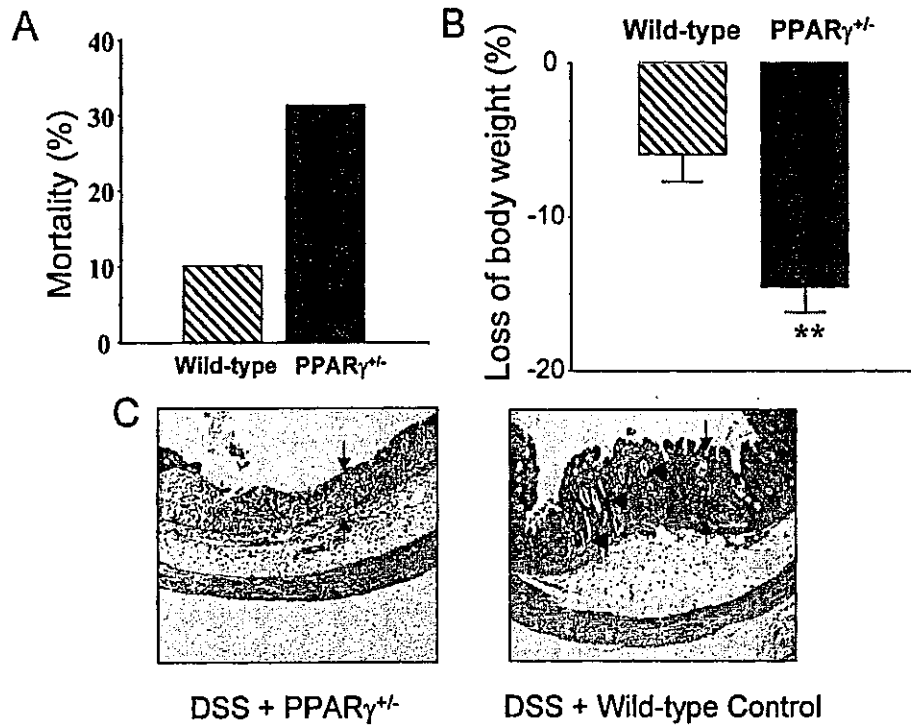 A
Mortality (%)
40
30
20
10
0
Wild-type PPARγ+/-
B
Wild-type PPARγ+/-
Loss of body weight (%)
0
-10
-20
**
C
DSS + PPARγ+/-
DSS + Wild-type Control